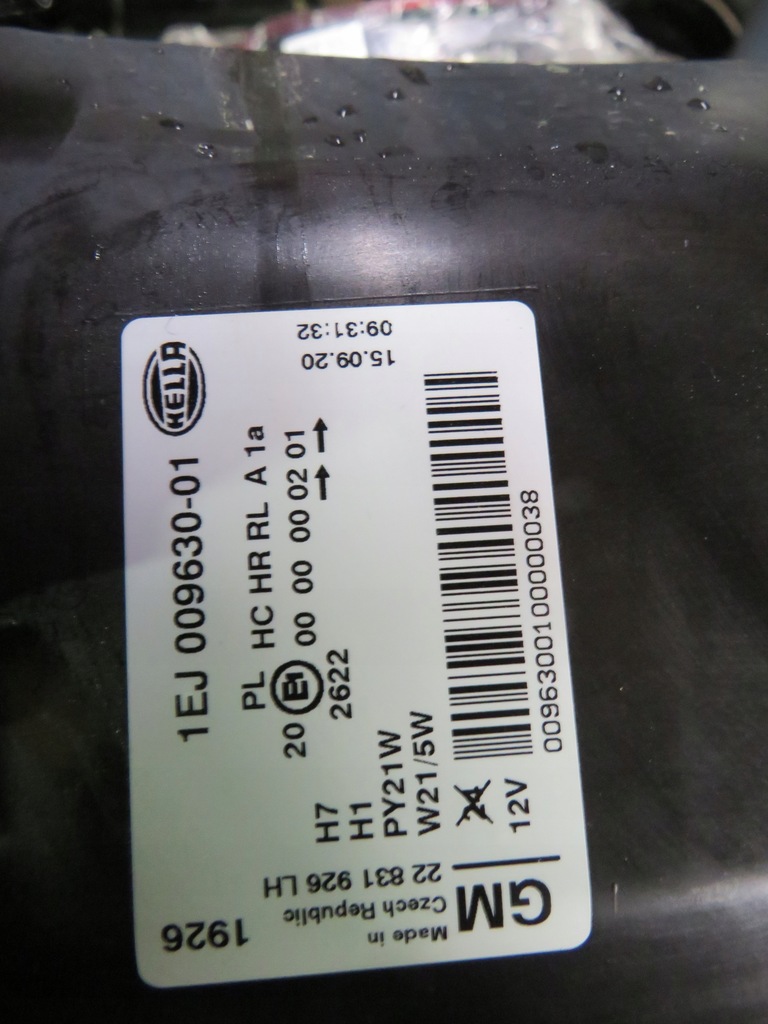 HELLA
1EJ 009630-01
PL HC HR RL A 1a
20 E1 00 00 00 02 01
2622
H7
H1
PY21W
W21/5W
24
12V
15.09.20
09:31:32
00963001000000038
GM
22 831 926 LH
Made in
Czech Republic
1926